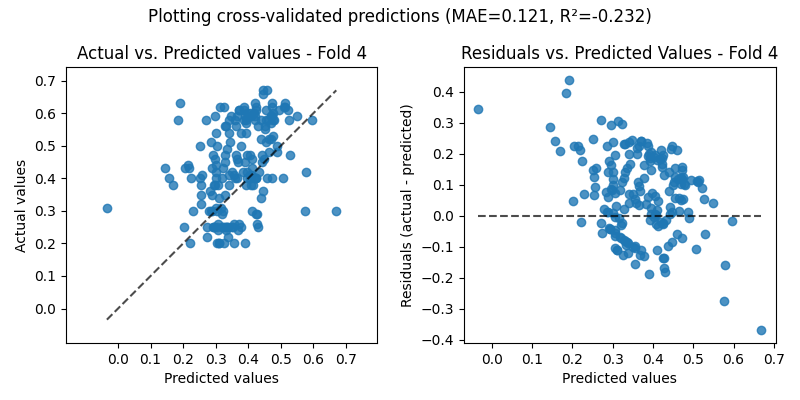 Plotting cross-validated predictions (MAE=0.121, R²=-0.232)
Actual vs. Predicted values - Fold 4
Actual values
0.7
0.6
0.5
0.4
0.3
0.2
0.1
0.0
0.0 0.1 0.2 0.3 0.4 0.5 0.6 0.7
Predicted values
Residuals vs. Predicted Values - Fold 4
Residuals (actual - predicted)
0.4
0.3
0.2
0.1
0.0
−0.1
−0.2
−0.3
−0.4
0.0 0.1 0.2 0.3 0.4 0.5 0.6 0.7
Predicted values